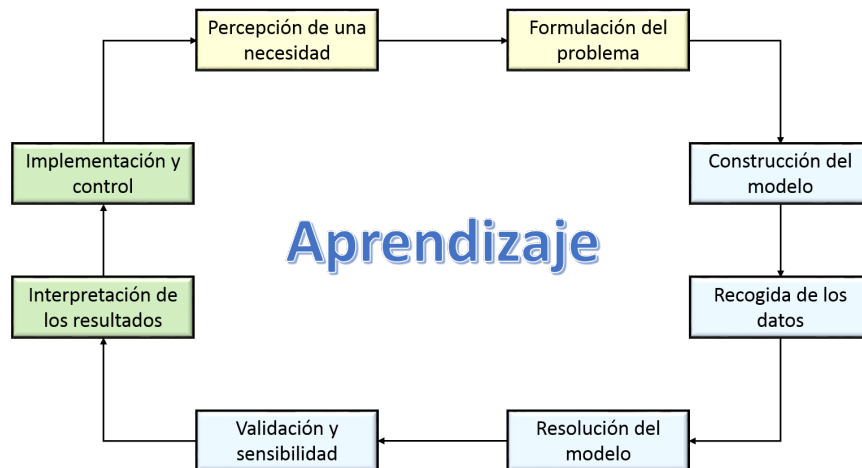 Percepción de una
necesidad
Formulación del
problema
Construcción del
modelo
Recogida de los
datos
Resolución del
modelo
Validación y
sensibilidad
Interpretación de
los resultados
Implementación y
control
Aprendizaje